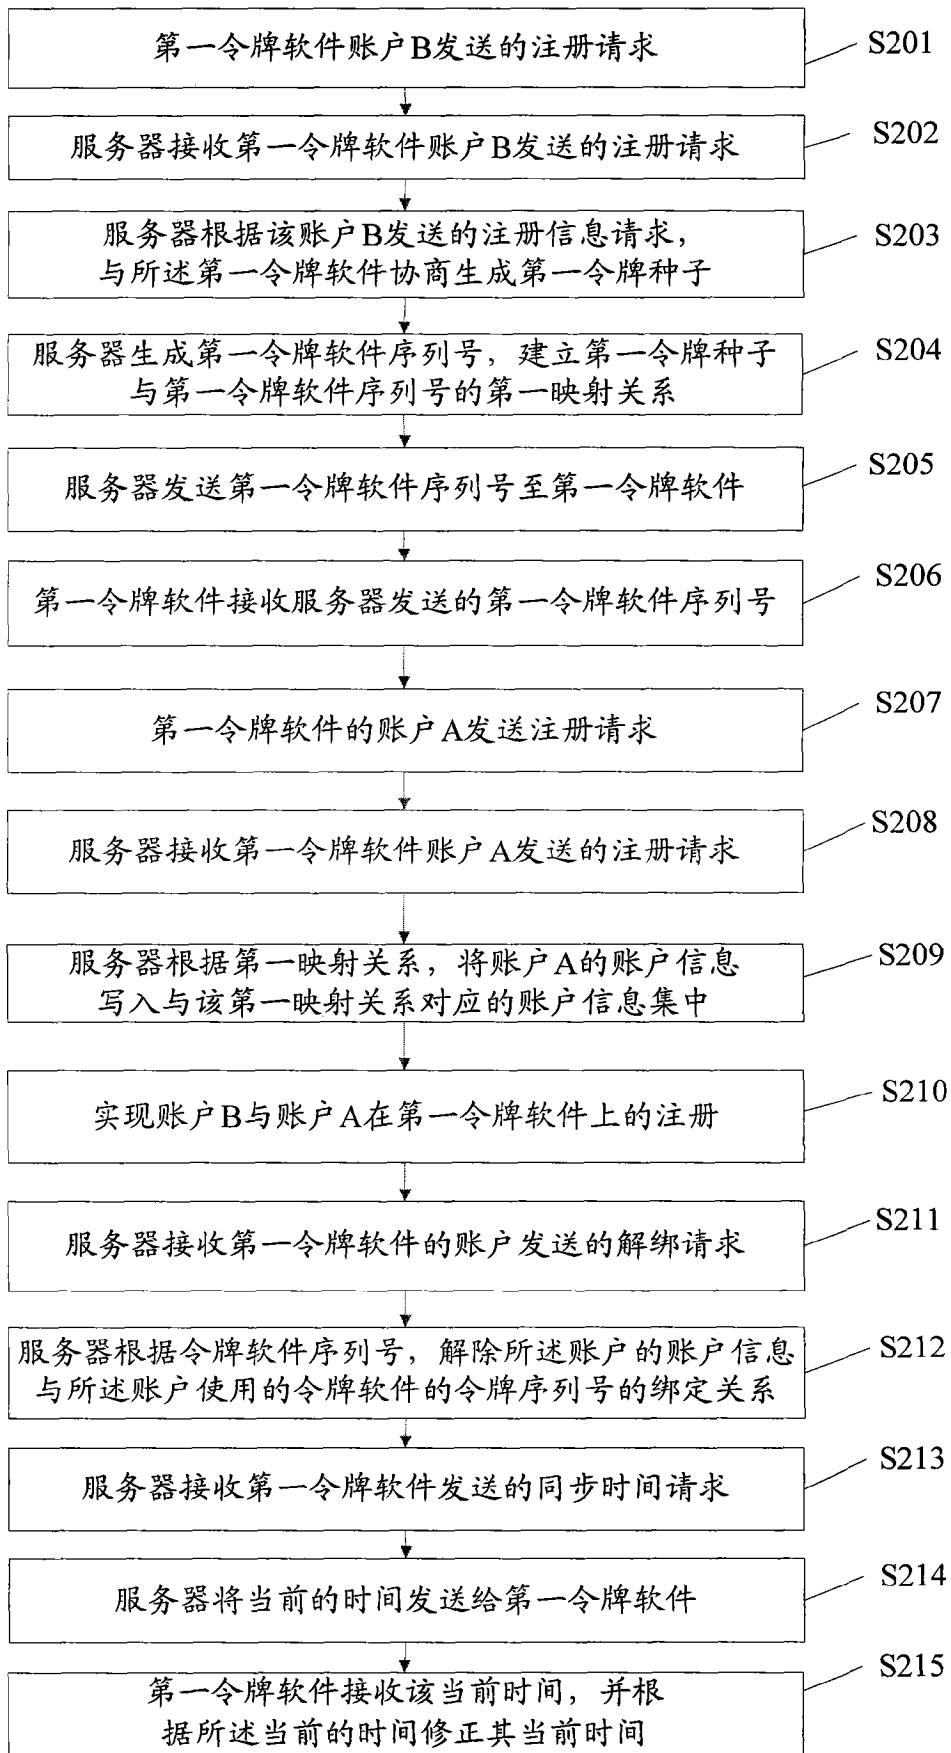 第一令牌软件账户B发送的注册请求
S201
服务器接收第一令牌软件账户B发送的注册请求
S202
服务器根据该账户B发送的注册信息请求，
与所述第一令牌软件协商生成第一令牌种子
S203
服务器生成第一令牌软件序列号，建立第一令牌种子
与第一令牌软件序列号的第一映射关系
S204
服务器发送第一令牌软件序列号至第一令牌软件
S205
第一令牌软件接收服务器发送的第一令牌软件序列号
S206
第一令牌软件的账户A发送注册请求
S207
服务器接收第一令牌软件账户A发送的注册请求
S208
服务器根据第一映射关系，将账户A的账户信息
写入与该第一映射关系对应的账户信息集中
S209
实现账户B与账户A在第一令牌软件上的注册
S210
服务器接收第一令牌软件的账户发送的解绑请求
S211
服务器根据令牌软件序列号，解除所述账户的账户信息
与所述账户使用的令牌软件的令牌序列号的绑定关系
S212
服务器接收第一令牌软件发送的同步时间请求
S213
服务器将当前的时间发送给第一令牌软件
S214
第一令牌软件接收该当前时间，并根
据所述当前的时间修正其当前时间
S215